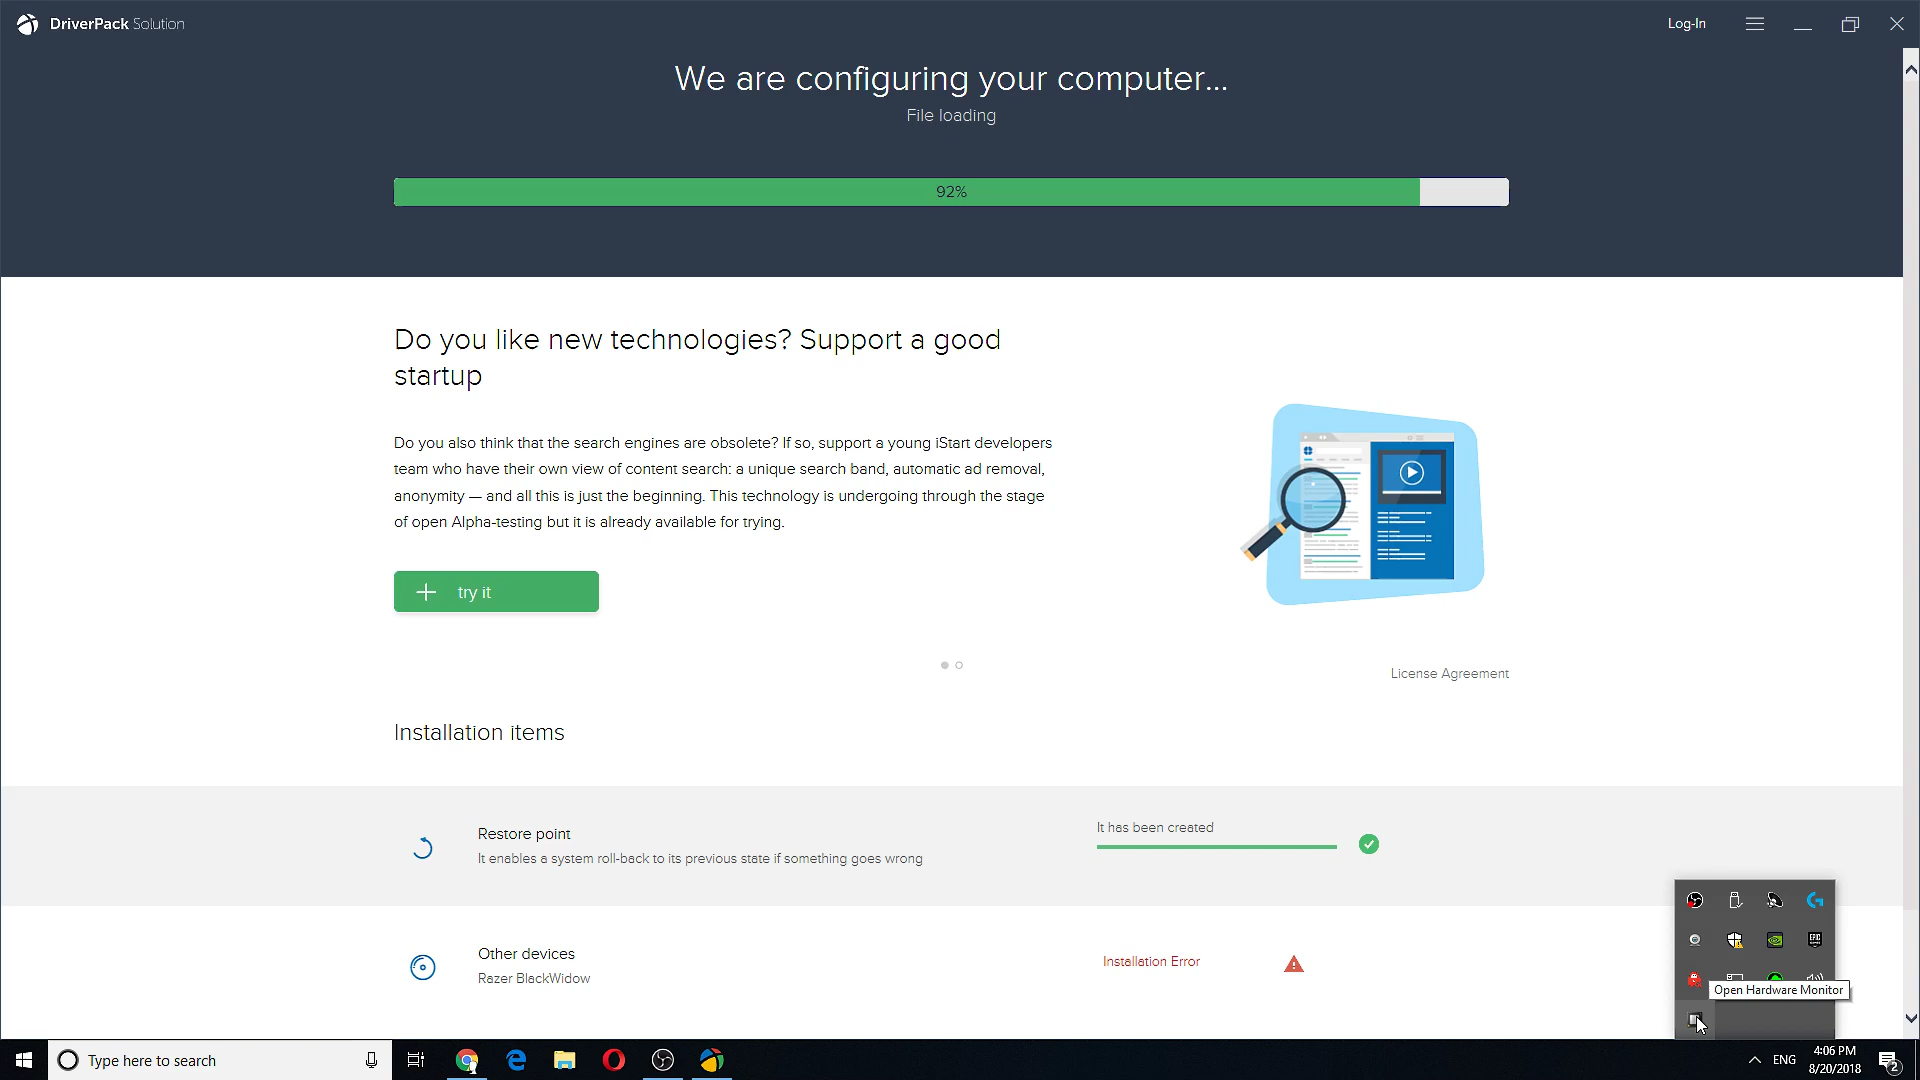 DriverPack Solution
Log-In
We are configuring your computer...
File loading
92%
Do you like new technologies? Support a good
startup
Do you also think that the search engines are obsolete? If so, support a young iStart developers
team who have their own view of content search: a unique search band, automatic ad removal,
anonymity — and all this is just the beginning. This technology is undergoing through the stage
of open Alpha-testing but it is already available for trying.
try it
License Agreement
Installation items
Restore point
It enables a system roll-back to its previous state if something goes wrong
It has been created
Other devices
Razer BlackWidow
Installation Error
EPIC
Open Hardware Monitor
Type here to search
ENG
4:06 PM
8/20/2018
2